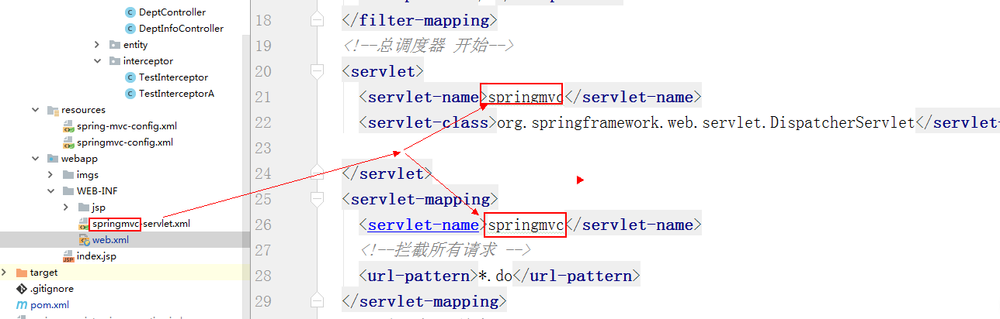 DeptController
DeptInfoController
entity
interceptor
TestInterceptor
TestInterceptorA
resources
spring-mvc-config.xml
springmvc-config.xml
webapp
imgs
WEB-INF
jsp
springmvc-servlet.xml
web.xml
index.jsp
target
.gitignore
pom.xml
18 </filter-mapping>
19 <!--总调度器 开始-->
20 <servlet>
21 <servlet-name>springmvc</servlet-name>
22 <servlet-class>org.springframework.web.servlet.DispatcherServlet</servlet-
23
24 </servlet>
25 <servlet-mapping>
26 <servlet-name>springmvc</servlet-name>
27 <!--拦截所有请求 -->
28 <url-pattern>*.do</url-pattern>
29 </servlet-mapping>